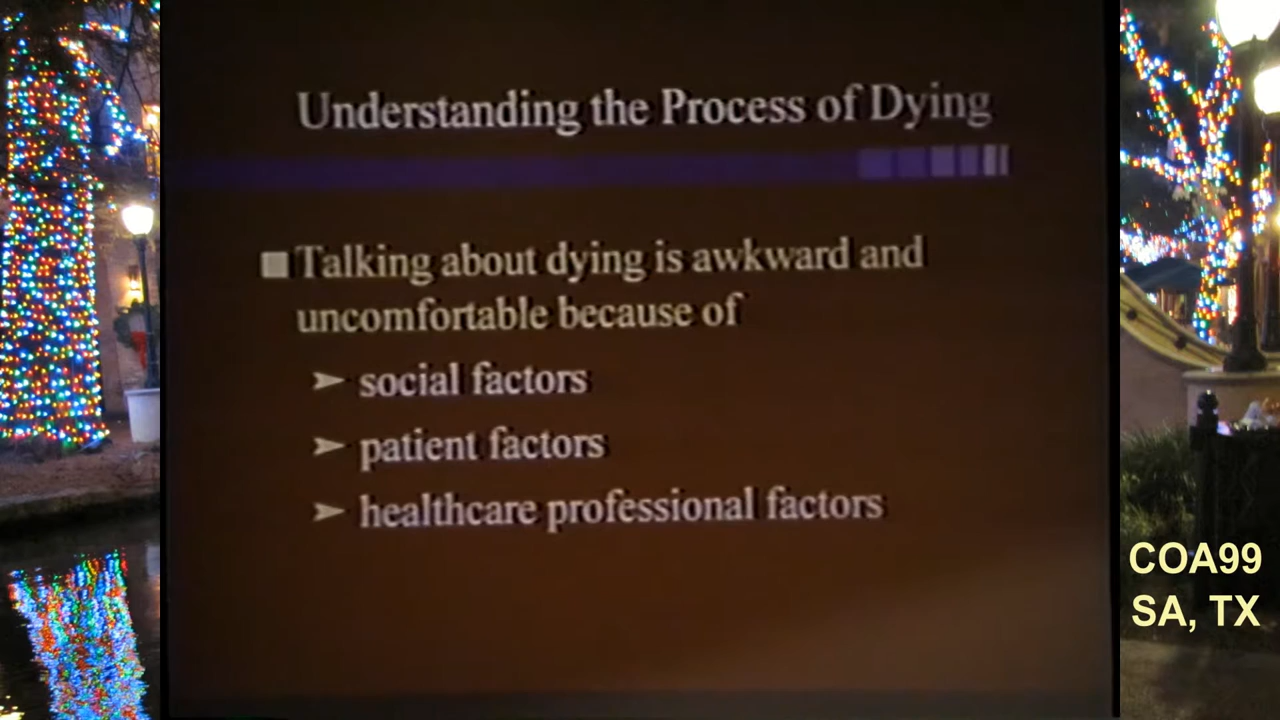 Understanding the Process of Dying
Talking about dying is awkward and
uncomfortable because of
➢ social factors
➢ patient factors
➢ healthcare professional factors
COA99
SA, TX